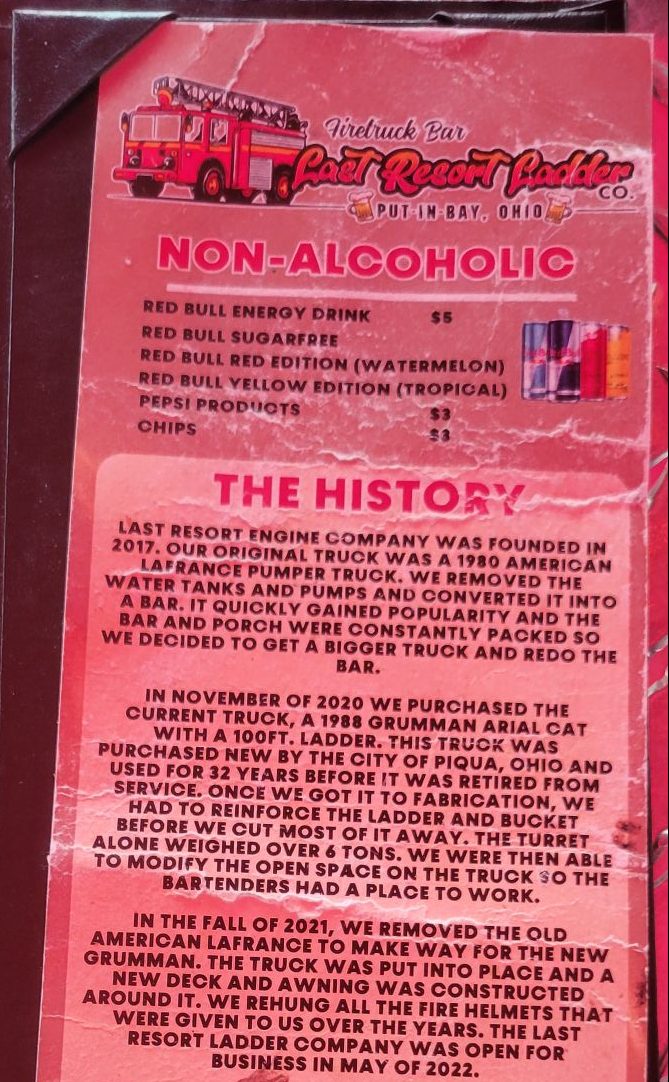 Firetruck Bar
Last Resort Ladder
CO.
PUT-IN-BAY, OHIO
NON-ALCOHOLIC
RED BULL ENERGY DRINK $5
RED BULL SUGARFREE
RED BULL RED EDITION (WATERMELON)
RED BULL YELLOW EDITION (TROPICAL)
PEPSI PRODUCTS $3
CHIPS $3
THE HISTORY
LAST RESORT ENGINE COMPANY WAS FOUNDED IN
2017. OUR ORIGINAL TRUCK WAS A 1980 AMERICAN
LAFRANCE PUMPER TRUCK. WE REMOVED THE
WATER TANKS AND PUMPS AND CONVERTED IT INTO
A BAR. IT QUICKLY GAINED POPULARITY AND THE
BAR AND PORCH WERE CONSTANTLY PACKED SO
WE DECIDED TO GET A BIGGER TRUCK AND REDO THE
BAR.
IN NOVEMBER OF 2020 WE PURCHASED THE
CURRENT TRUCK, A 1988 GRUMMAN ARIAL CAT
WITH A 100FT. LADDER. THIS TRUCK WAS
PURCHASED NEW BY THE CITY OF PIQUA, OHIO AND
USED FOR 32 YEARS BEFORE IT WAS RETIRED FROM
SERVICE. ONCE WE GOT IT TO FABRICATION, WE
HAD TO REINFORCE THE LADDER AND BUCKET
BEFORE WE CUT MOST OF IT AWAY. THE TURRET
ALONE WEIGHED OVER 6 TONS. WE WERE THEN ABLE
TO MODIFY THE OPEN SPACE ON THE TRUCK SO THE
BARTENDERS HAD A PLACE TO WORK.
IN THE FALL OF 2021, WE REMOVED THE OLD
AMERICAN LAFRANCE TO MAKE WAY FOR THE NEW
GRUMMAN. THE TRUCK WAS PUT INTO PLACE AND A
NEW DECK AND AWNING WAS CONSTRUCTED
AROUND IT. WE REHUNG ALL THE FIRE HELMETS THAT
WERE GIVEN TO US OVER THE YEARS. THE LAST
RESORT LADDER COMPANY WAS OPEN FOR
BUSINESS IN MAY OF 2022.